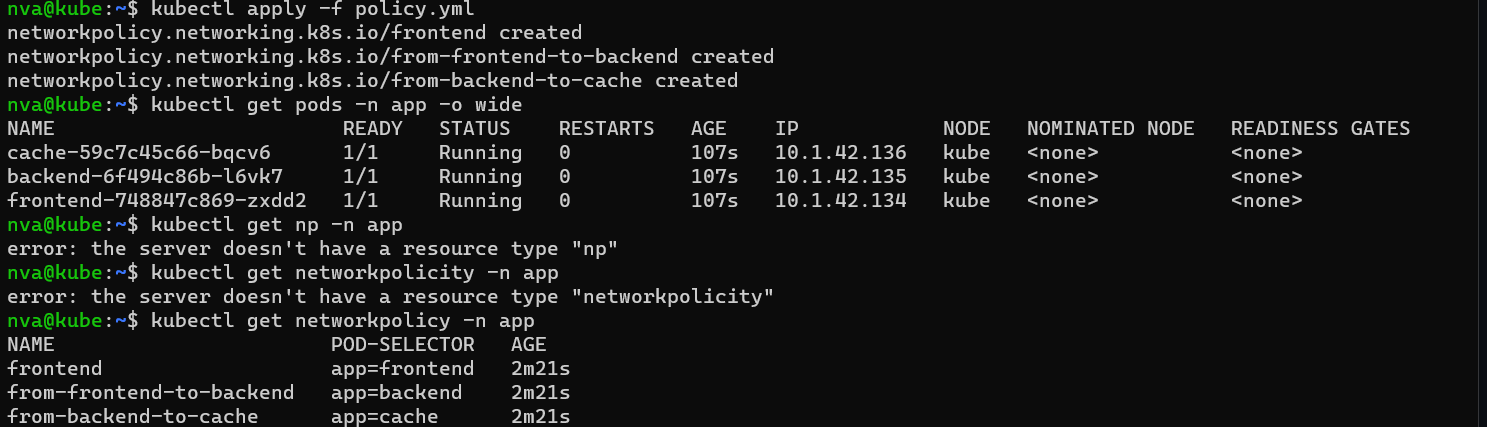 nva@kube:~$ kubectl apply -f policy.yml
networkpolicy.networking.k8s.io/frontend created
networkpolicy.networking.k8s.io/from-frontend-to-backend created
networkpolicy.networking.k8s.io/from-backend-to-cache created
nva@kube:~$ kubectl get pods -n app -o wide
NAME                        READY   STATUS    RESTARTS   AGE    IP            NODE   NOMINATED NODE   READINESS GATES
cache-59c7c45c66-bqcv6      1/1     Running   0          107s   10.1.42.136   kube   <none>           <none>
backend-6f494c86b-l6vk7     1/1     Running   0          107s   10.1.42.135   kube   <none>           <none>
frontend-748847c869-zxdd2   1/1     Running   0          107s   10.1.42.134   kube   <none>           <none>
nva@kube:~$ kubectl get np -n app
error: the server doesn't have a resource type "np"
nva@kube:~$ kubectl get networkpolicity -n app
error: the server doesn't have a resource type "networkpolicity"
nva@kube:~$ kubectl get networkpolicy -n app
NAME                       POD-SELECTOR   AGE
frontend                   app=frontend   2m21s
from-frontend-to-backend   app=backend    2m21s
from-backend-to-cache      app=cache      2m21s